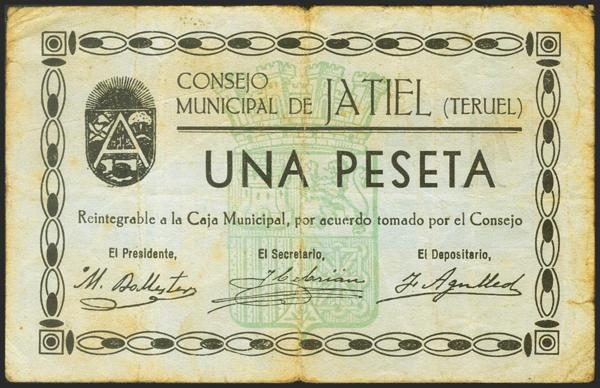 CONSEJO
MUNICIPAL DE JATIEL (TERUEL)
A
UNA PESETA
Reintegrable a la Caja Municipal, por acuerdo tomado por el Consejo
El Presidente, El Secretario, El Depositario,
M. Ballester